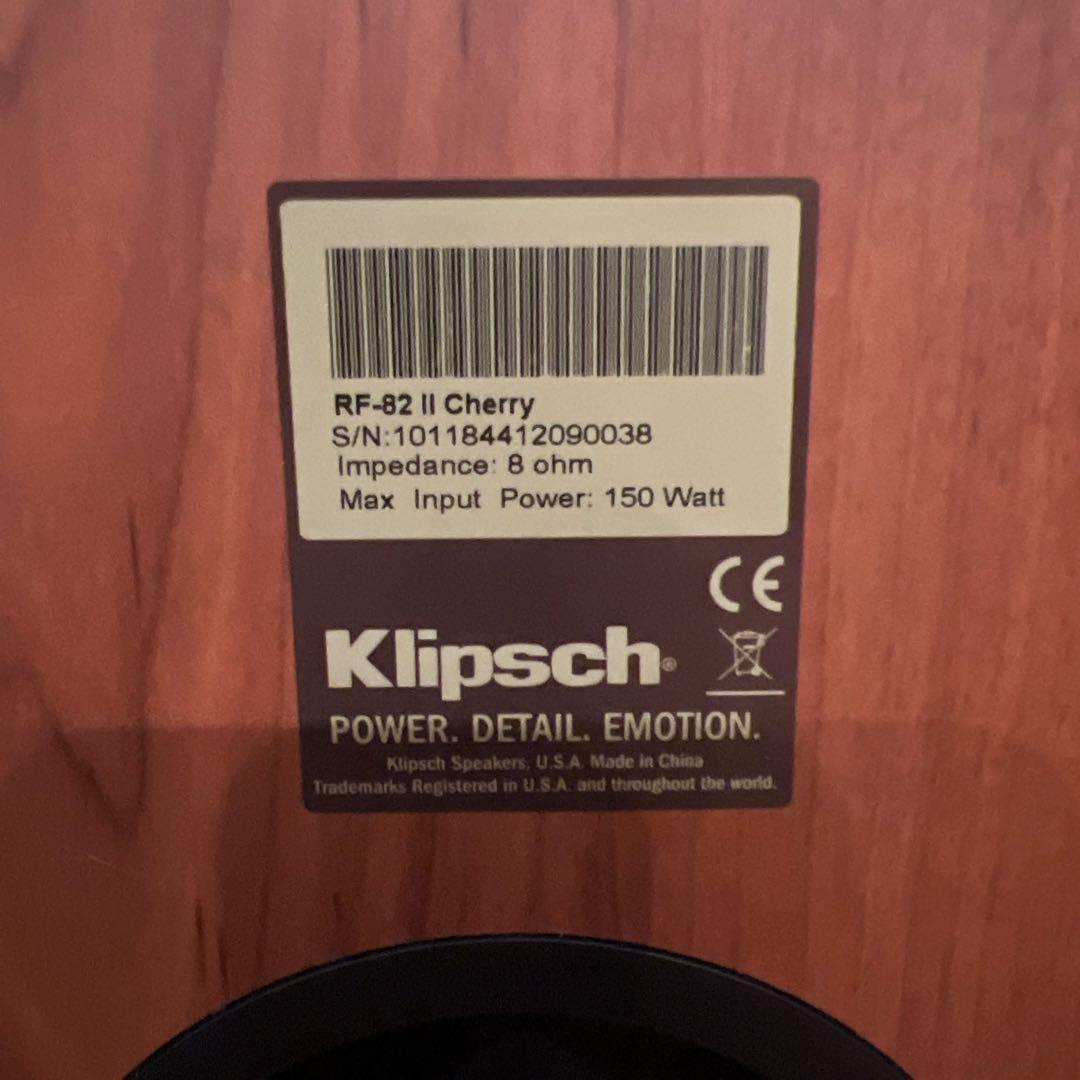 RF-82 II Cherry
S/N:101184412090038
Impedance: 8 ohm
Max Input Power: 150 Watt
CE
Klipsch®
POWER. DETAIL. EMOTION.
Klipsch Speakers, U.S.A. Made in China
Trademarks Registered in U.S.A. and throughout the world.